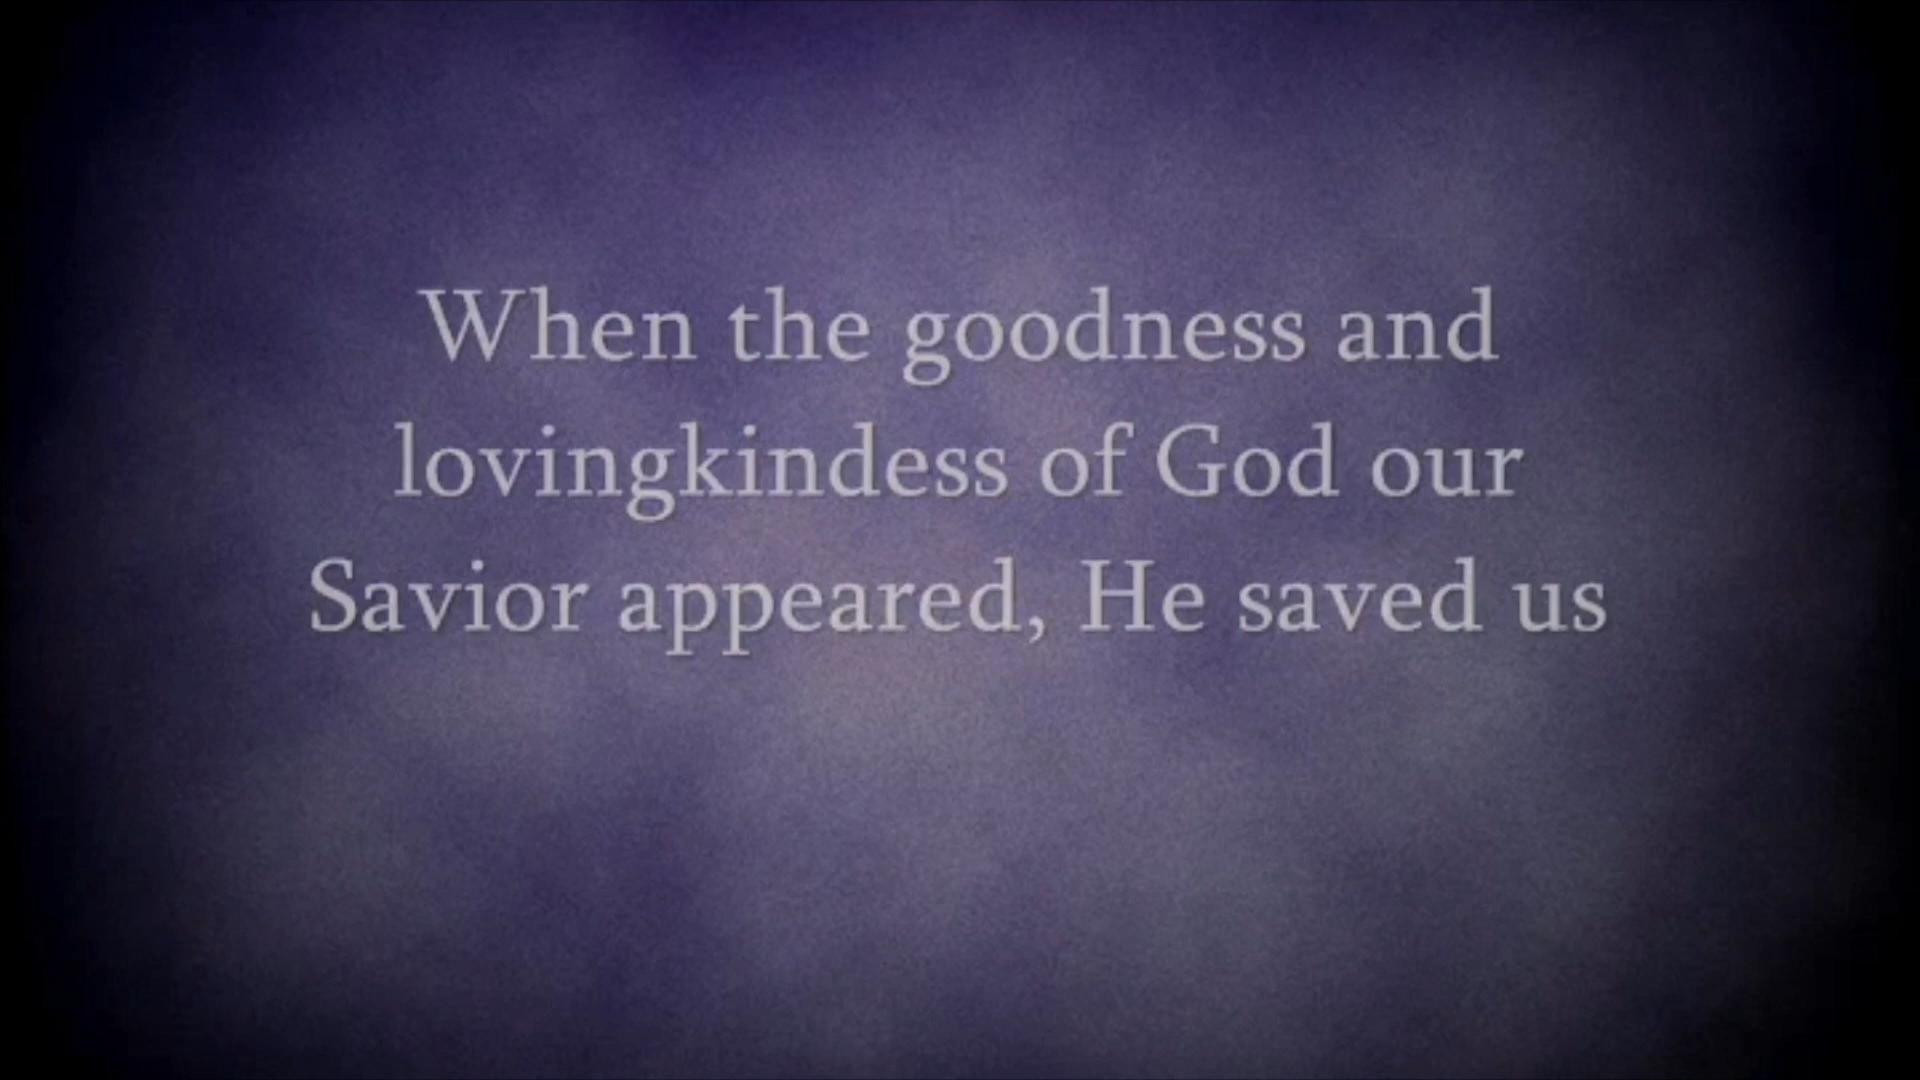 When the goodness and
lovingkindess of God our
Savior appeared, He saved us